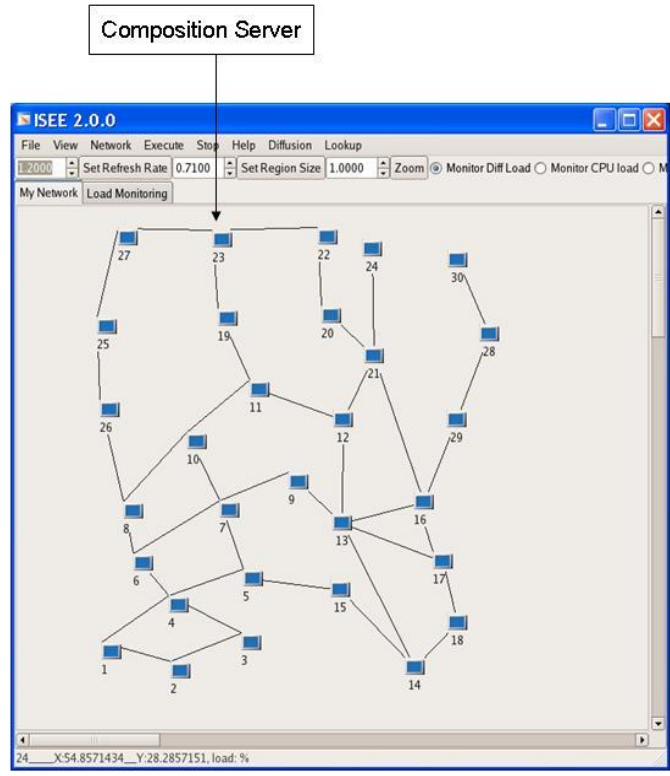 Composition Server
ISEE 2.0.0
File View Network Execute Stop Help Diffusion Lookup
1.2000 Set Refresh Rate 0.7100 Set Region Size 1.0000 Zoom Monitor Diff Load Monitor CPU load M
My Network Load Monitoring
27 23 22 24 30
25 19 20 21 28
26 11 12 29
10 9
8 7 13 16
6 5 15 17
4 18
1 2 3 14
24____X:54.8571434__Y:28.2857151, load: %